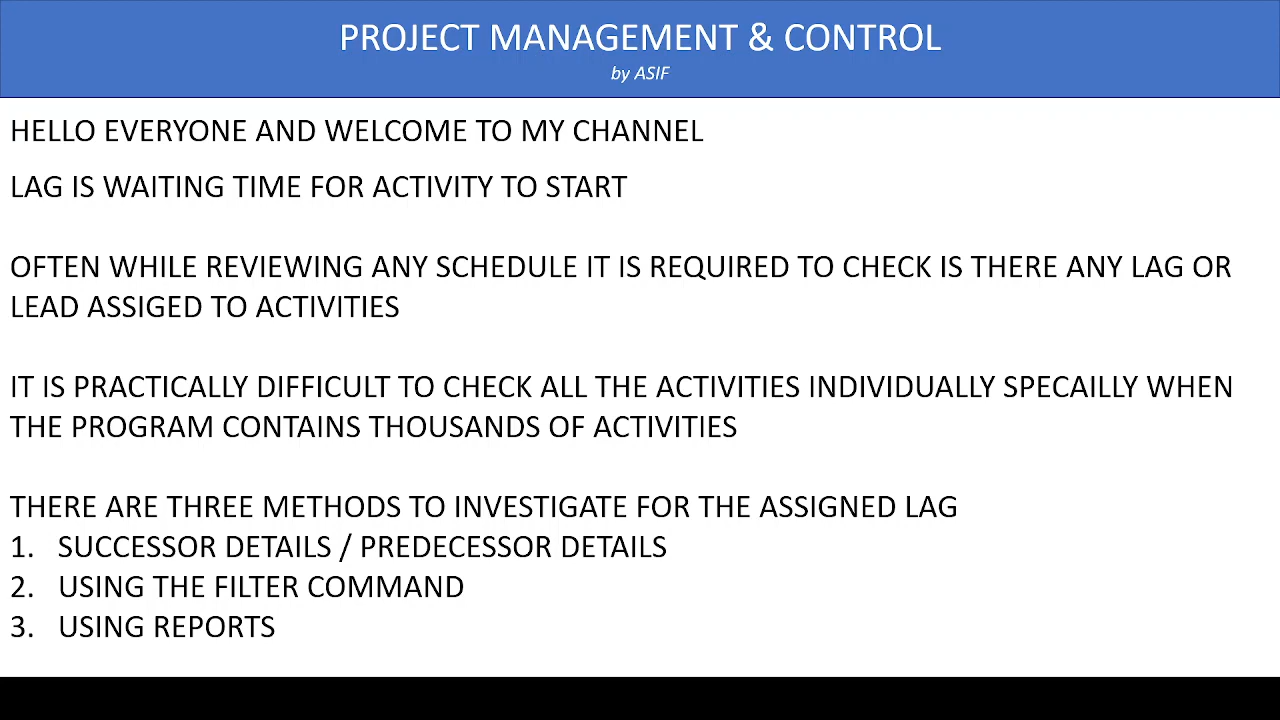 PROJECT MANAGEMENT & CONTROL
by ASIF
HELLO EVERYONE AND WELCOME TO MY CHANNEL
LAG IS WAITING TIME FOR ACTIVITY TO START
OFTEN WHILE REVIEWING ANY SCHEDULE IT IS REQUIRED TO CHECK IS THERE ANY LAG OR
LEAD ASSIGED TO ACTIVITIES
IT IS PRACTICALLY DIFFICULT TO CHECK ALL THE ACTIVITIES INDIVIDUALLY SPECAILLY WHEN
THE PROGRAM CONTAINS THOUSANDS OF ACTIVITIES
THERE ARE THREE METHODS TO INVESTIGATE FOR THE ASSIGNED LAG
1. SUCCESSOR DETAILS / PREDECESSOR DETAILS
2. USING THE FILTER COMMAND
3. USING REPORTS